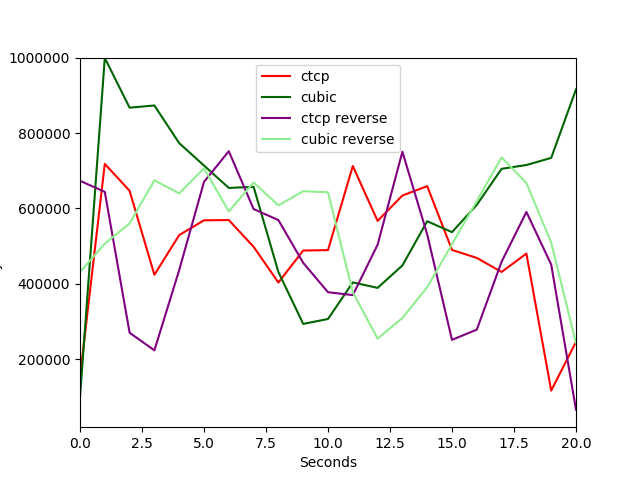 1000000
800000
600000
400000
200000
ctcp
cubic
ctcp reverse
cubic reverse
0.0 2.5 5.0 7.5 10.0 12.5 15.0 17.5 20.0
Seconds